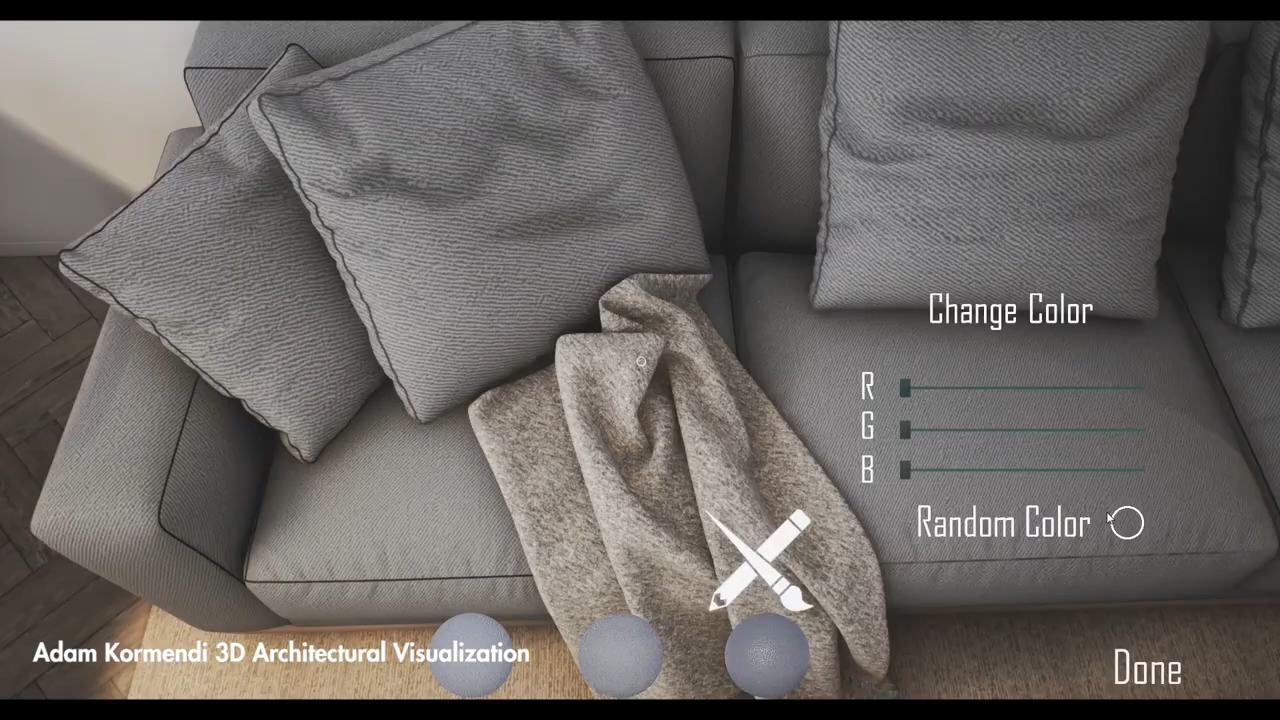 Change Color
R
G
B
Random Color
Adam Kormendi 3D Architectural Visualization
Done